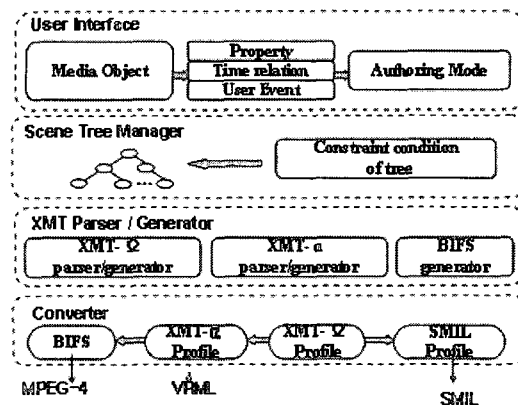 User Interface
Media Object
Property
Time relation
User Event
Authoring Mode
Scene Tree Manager
Constraint condition
of tree
XMT Parser / Generator
XMT- Ω
parser/generator
XMT- α
parser/generator
BIFS
generator
Converter
BIFS
XMT-α
Profile
XMT- Ω
Profile
SMIL
Profile
MPEG-4
VRML
SMIL